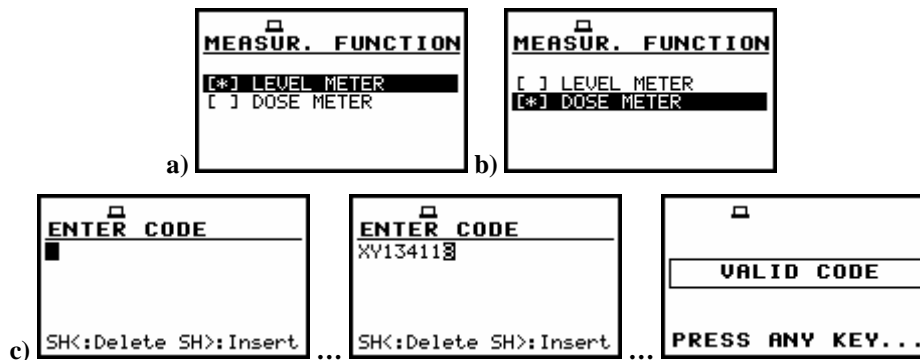 MEASUR. FUNCTION
[*] LEVEL METER
[ ] DOSE METER
a)
MEASUR. FUNCTION
[ ] LEVEL METER
[*] DOSE METER
b)
ENTER CODE
SH<:Delete SH>:Insert
c)
...
ENTER CODE
XY134118
SH<:Delete SH>:Insert
...
VALID CODE
PRESS ANY KEY...